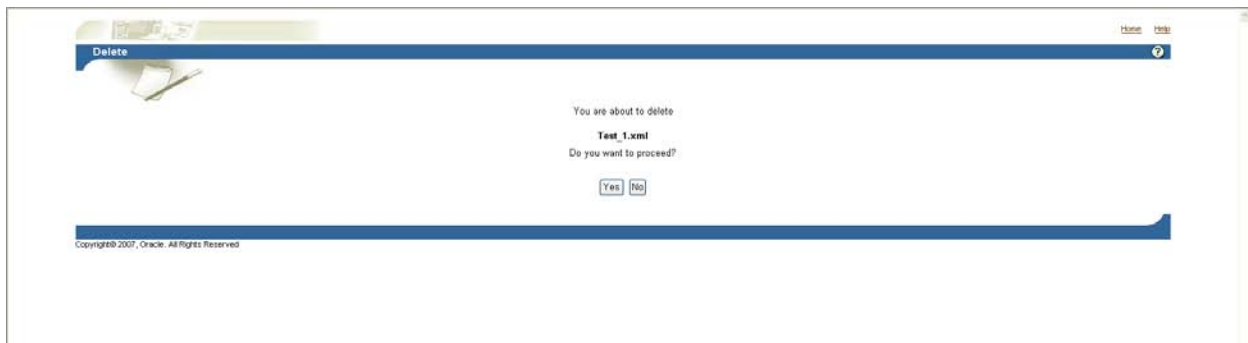 Home Help
Delete
?
You are about to delete
Test_1.xml
Do you want to proceed?
Yes No
Copyright© 2007, Oracle. All Rights Reserved